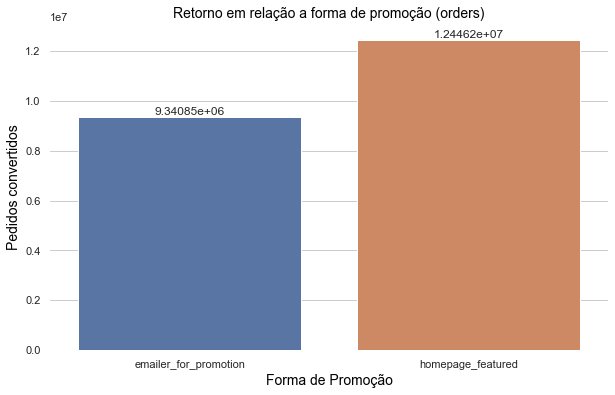 Retorno em relação a forma de promoção (orders)
1e7
1.2
1.0
0.8
0.6
0.4
0.2
0.0
Pedidos convertidos
9.34085e+06
1.24462e+07
emailer_for_promotion
homepage_featured
Forma de Promoção